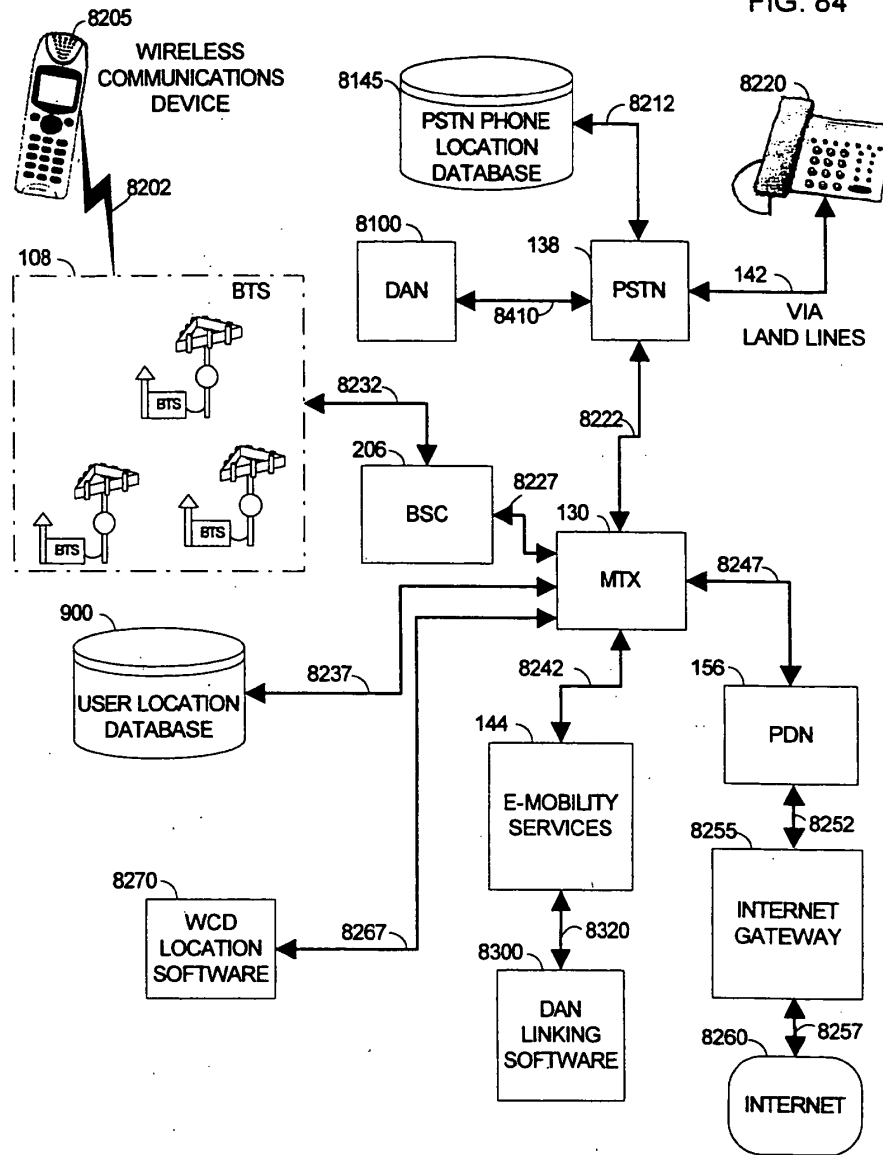 FIG. 84
8205
WIRELESS
COMMUNICATIONS
DEVICE
8202
8145
PSTN PHONE
LOCATION
DATABASE
8212
8220
8100
DAN
8410
138
PSTN
142
VIA
LAND LINES
108
BTS
BTS
BTS
BTS
8232
8222
206
BSC
8227
130
MTX
8247
900
USER LOCATION
DATABASE
8237
8242
156
PDN
144
E-MOBILITY
SERVICES
8252
8255
INTERNET
GATEWAY
8270
WCD
LOCATION
SOFTWARE
8267
8320
8300
DAN
LINKING
SOFTWARE
8257
8260
INTERNET